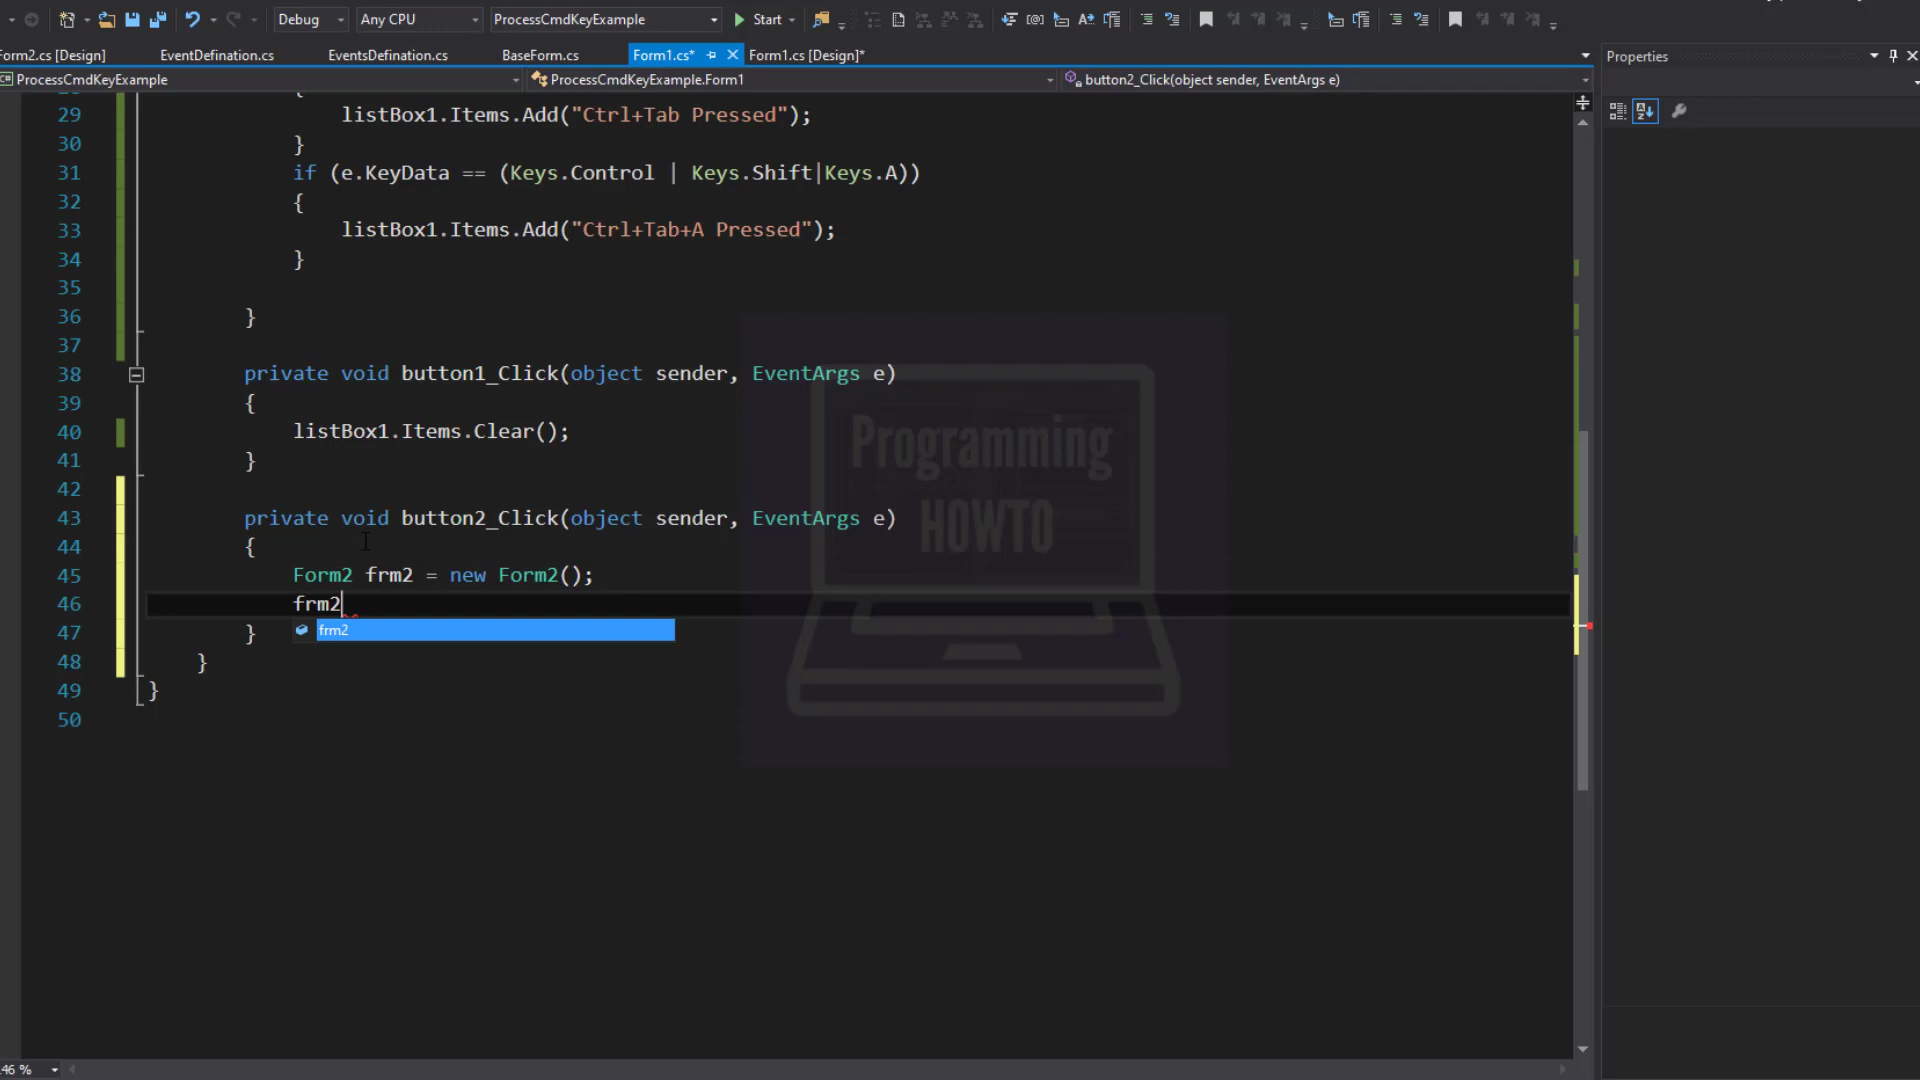 Debug
Any CPU
ProcessCmdKeyExample
Start
Form2.cs [Design]
EventDefination.cs
EventsDefination.cs
BaseForm.cs
Form1.cs*
Form1.cs [Design]*
Properties
ProcessCmdKeyExample
ProcessCmdKeyExample.Form1
button2_Click(object sender, EventArgs e)
{
29 listBox1.Items.Add("Ctrl+Tab Pressed");
30 }
31 if (e.KeyData == (Keys.Control | Keys.Shift|Keys.A))
32 {
33 listBox1.Items.Add("Ctrl+Tab+A Pressed");
34 }
35
36 }
37
38 private void button1_Click(object sender, EventArgs e)
39 {
40 listBox1.Items.Clear();
41 }
42
43 private void button2_Click(object sender, EventArgs e)
44 {
45 Form2 frm2 = new Form2();
46 frm2
frm2
47 }
48 }
49 }
50
Programming
HOWTO
46 %